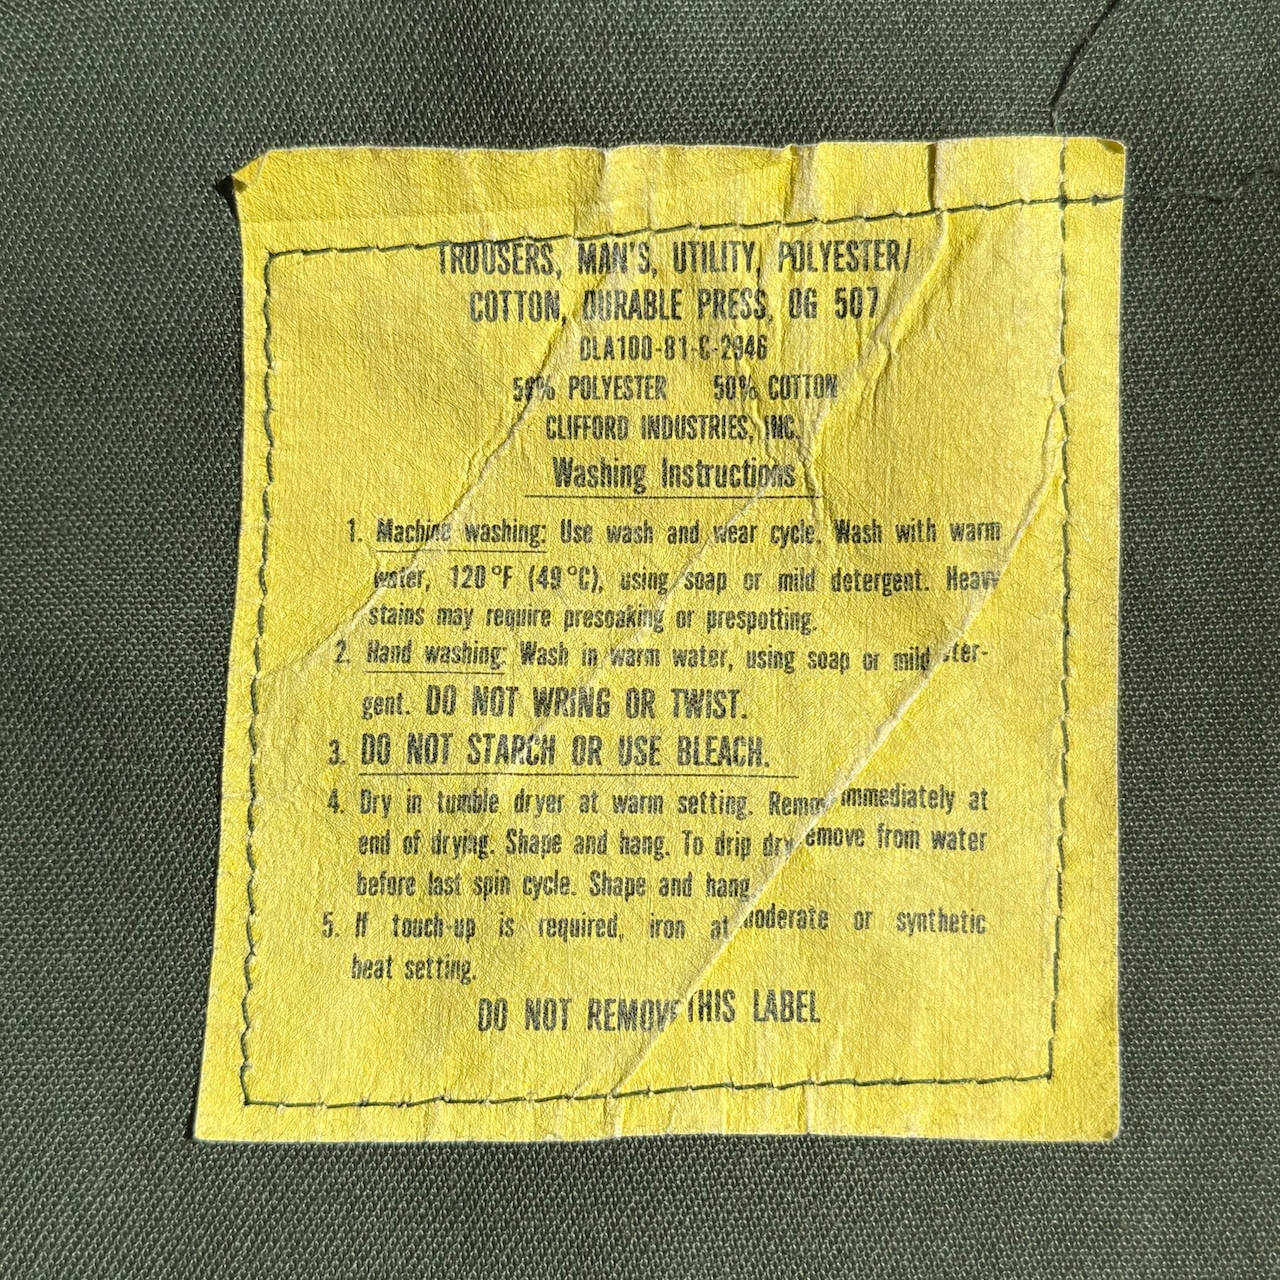 TROUSERS, MAN'S, UTILITY, POLYESTER/
COTTON, DURABLE PRESS, OG 507
DLA100-81-C-2946
50% POLYESTER 50% COTTON
CLIFFORD INDUSTRIES, INC.
Washing Instructions
1. Machine washing: Use wash and wear cycle. Wash with warm
water, 120°F (49°C), using soap or mild detergent. Heavy
stains may require presoaking or prespotting.
2. Hand washing: Wash in warm water, using soap or mild eter-
gent. DO NOT WRING OR TWIST.
3. DO NOT STARCH OR USE BLEACH.
4. Dry in tumble dryer at warm setting. Remov immediately at
end of drying. Shape and hang. To drip dry emove from water
before last spin cycle. Shape and hang
5. If touch-up is required, iron at moderate or synthetic
heat setting.
DO NOT REMOVE THIS LABEL